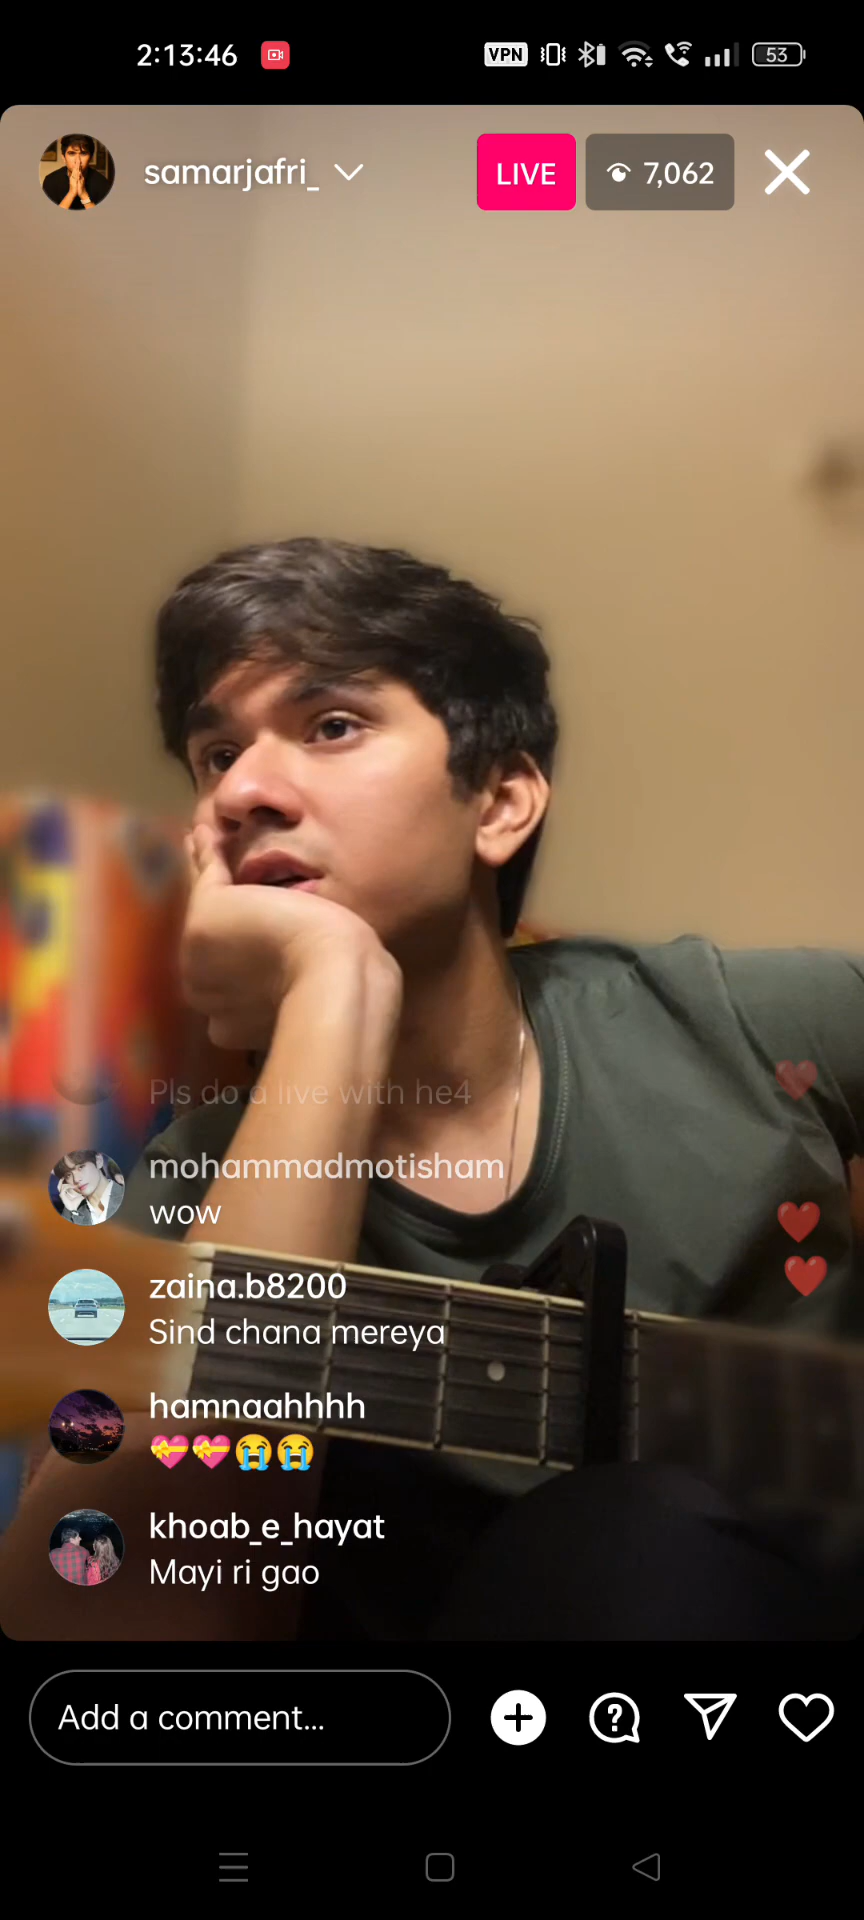 2:13:46
VPN
53
samarjafri_
LIVE
7,062
Pls do a live with he4
mohammadmotisham
wow
zaina.b8200
Sind chana mereya
hamnaahhhh
💝💝😭😭
khoab_e_hayat
Mayi ri gao
Add a comment...